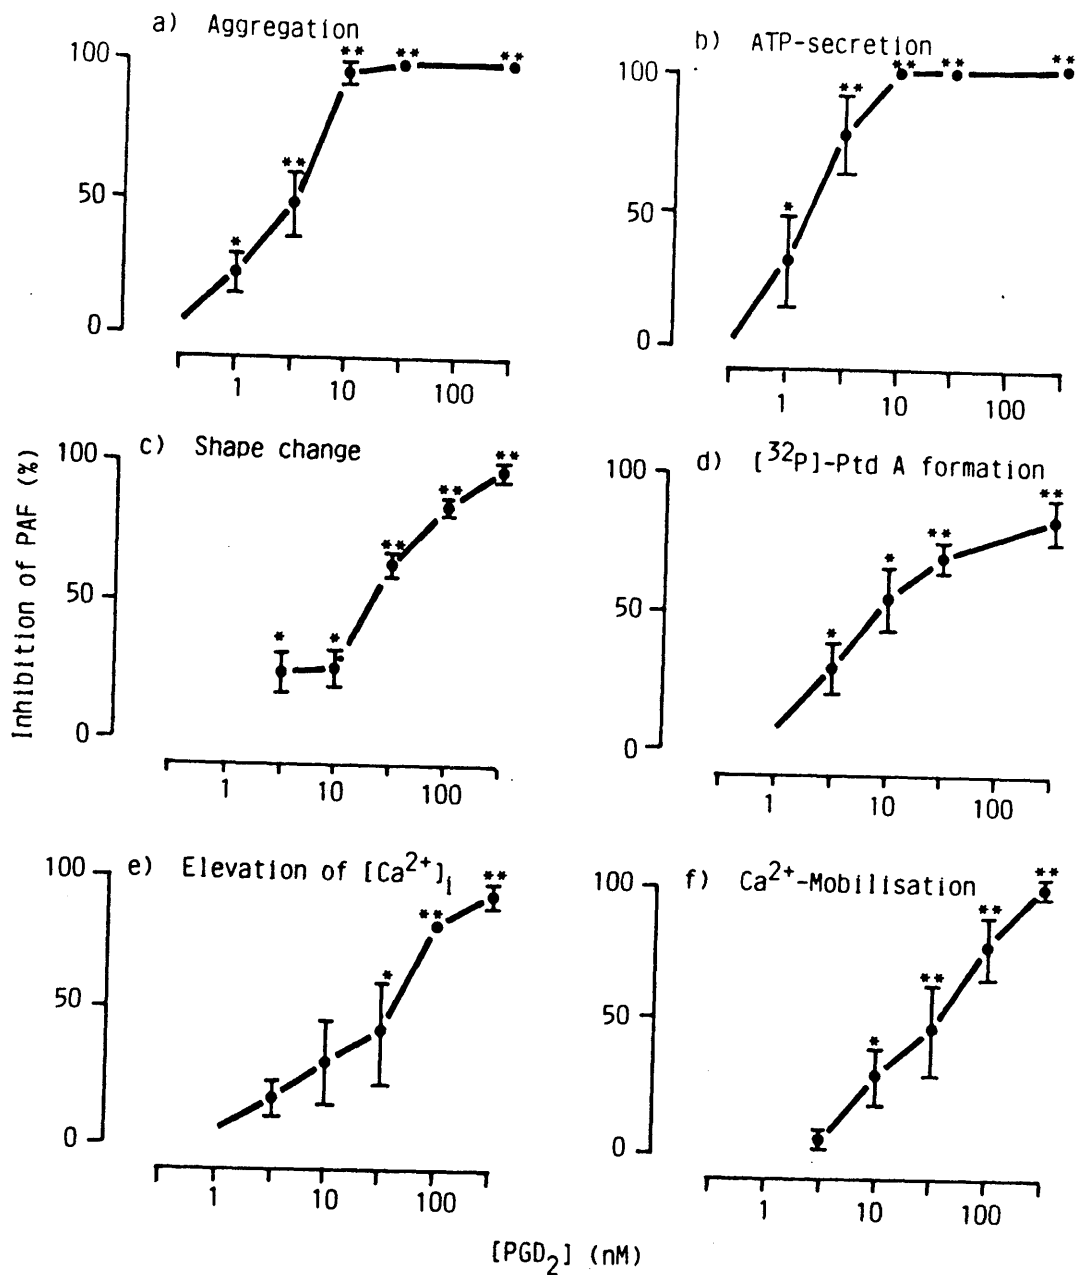 a) Aggregation
**
**
**
100
**
*
50
0
1 10 100
b) ATP-secretion
** ** **
100
**
*
50
0
1 10 100
Inhibition of PAF (%)
c) Shape change
**
100
**
**
* *
50
0
1 10 100
d) [³²P]-Ptd A formation
**
100
**
*
*
50
0
1 10 100
e) Elevation of [Ca²⁺]i
**
100
**
*
50
0
1 10 100
f) Ca²⁺-Mobilisation
**
100
**
**
*
50
0
1 10 100
[PGD₂] (nM)